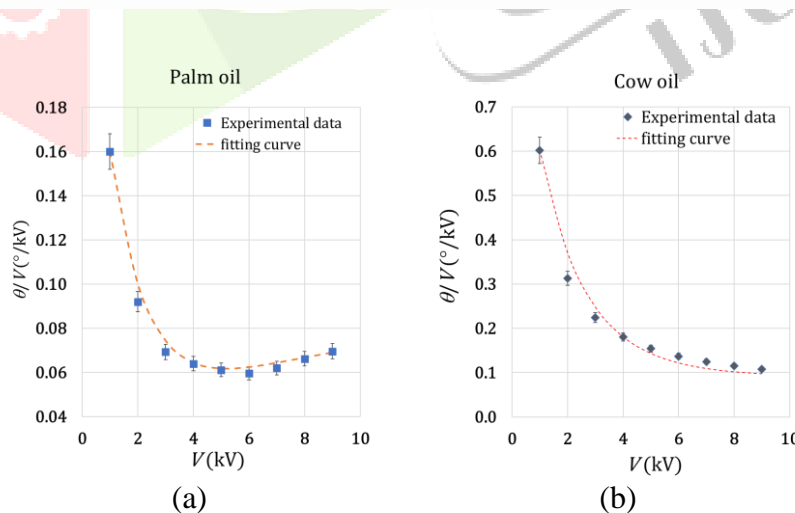 Palm oil
0.18
0.16
0.14
0.12
0.10
0.08
0.06
0.04
θ/V(°/kV)
Experimental data
fitting curve
0 2 4 6 8 10
V(kV)
(a)
Cow oil
0.7
0.6
0.5
0.4
0.3
0.2
0.1
0.0
θ/V(°/kV)
Experimental data
fitting curve
0 2 4 6 8 10
V(kV)
(b)